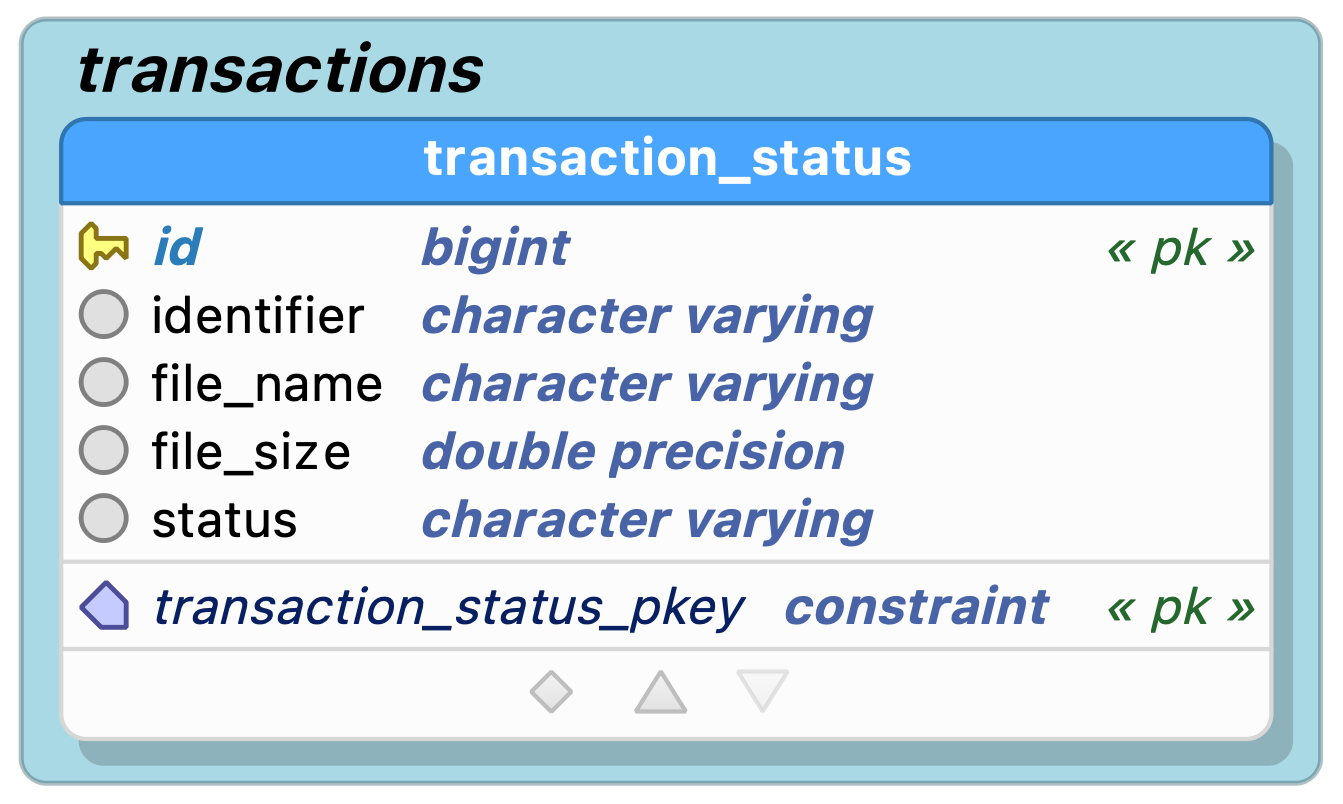 transactions
transaction_status
id bigint « pk »
identifier character varying
file_name character varying
file_size double precision
status character varying
transaction_status_pkey constraint « pk »